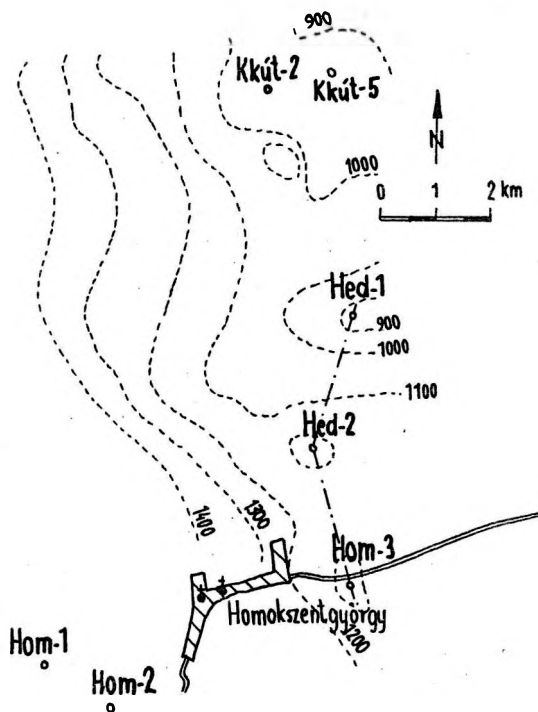 900
Kkút-2
Kkút-5
N
1000
0 1 2 km
Hed-1
900
1000
1100
Hed-2
1400
1300
Hom-3
Homokszentgyörgy
1200
Hom-1
Hom-2